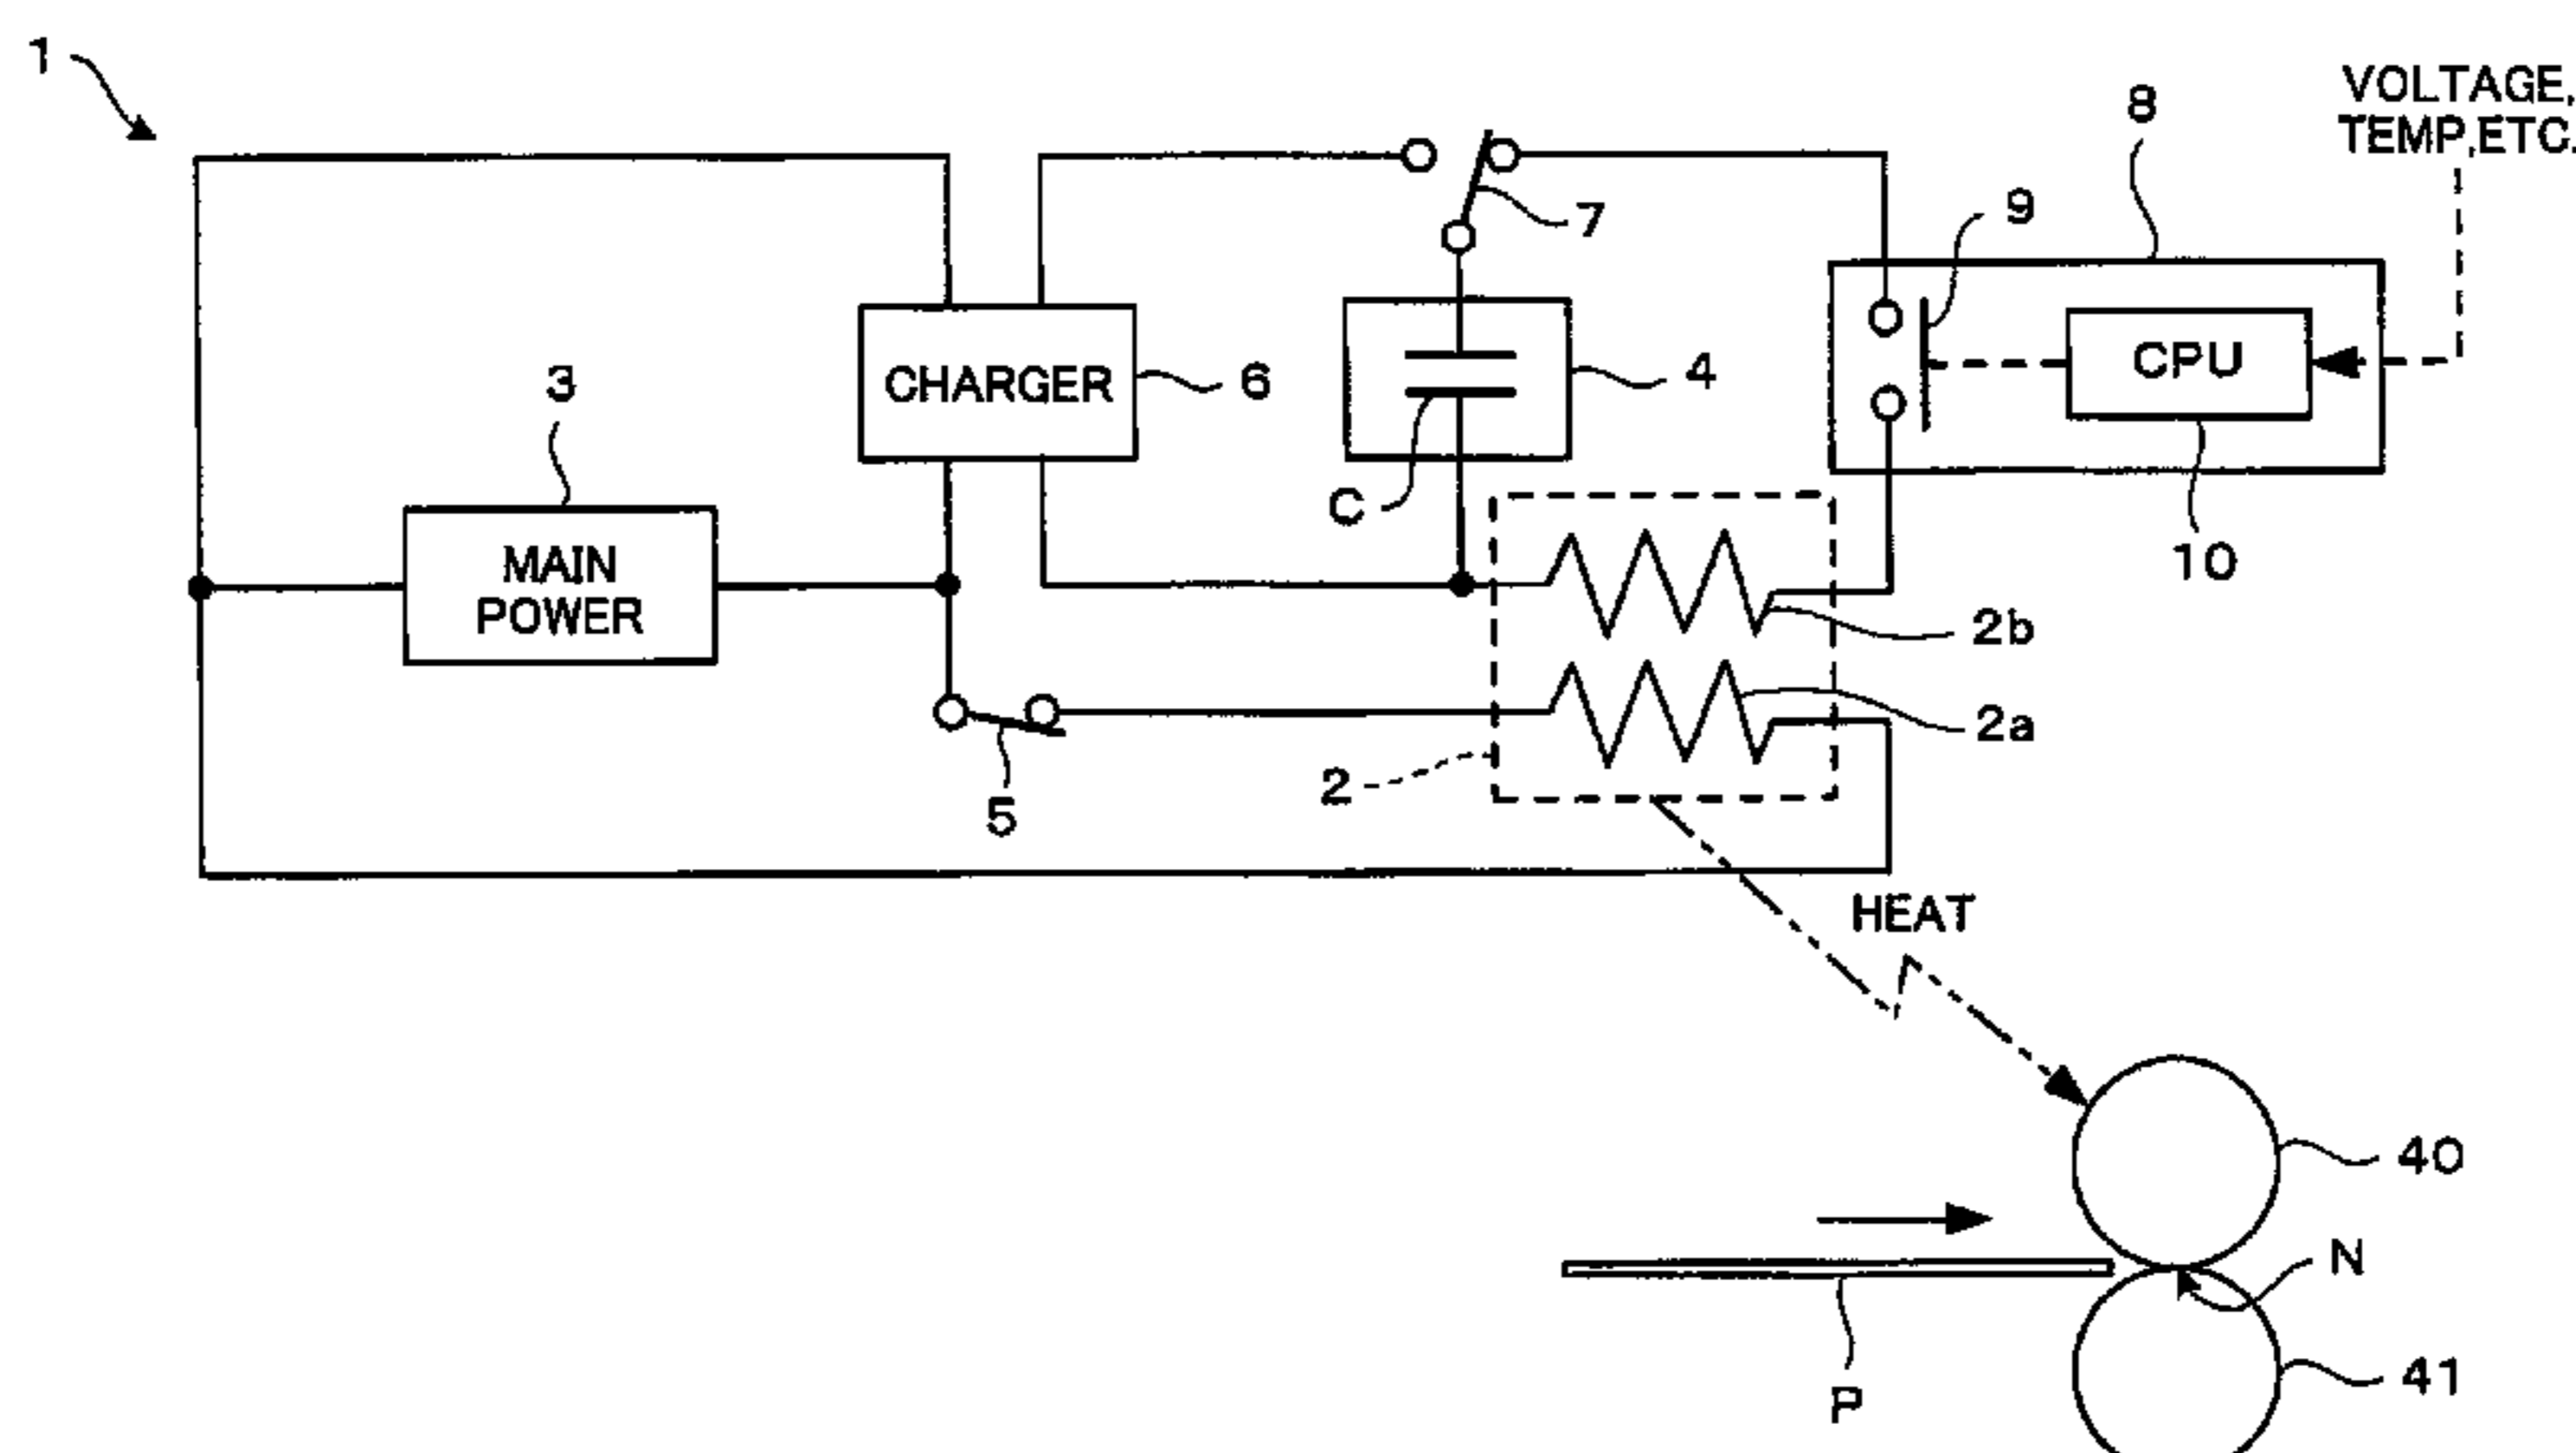 1
VOLTAGE,
TEMP,ETC.
8
9
7
3
CHARGER
6
4
CPU
C
10
MAIN
POWER
2b
2a
2
5
HEAT
40
N
41
P